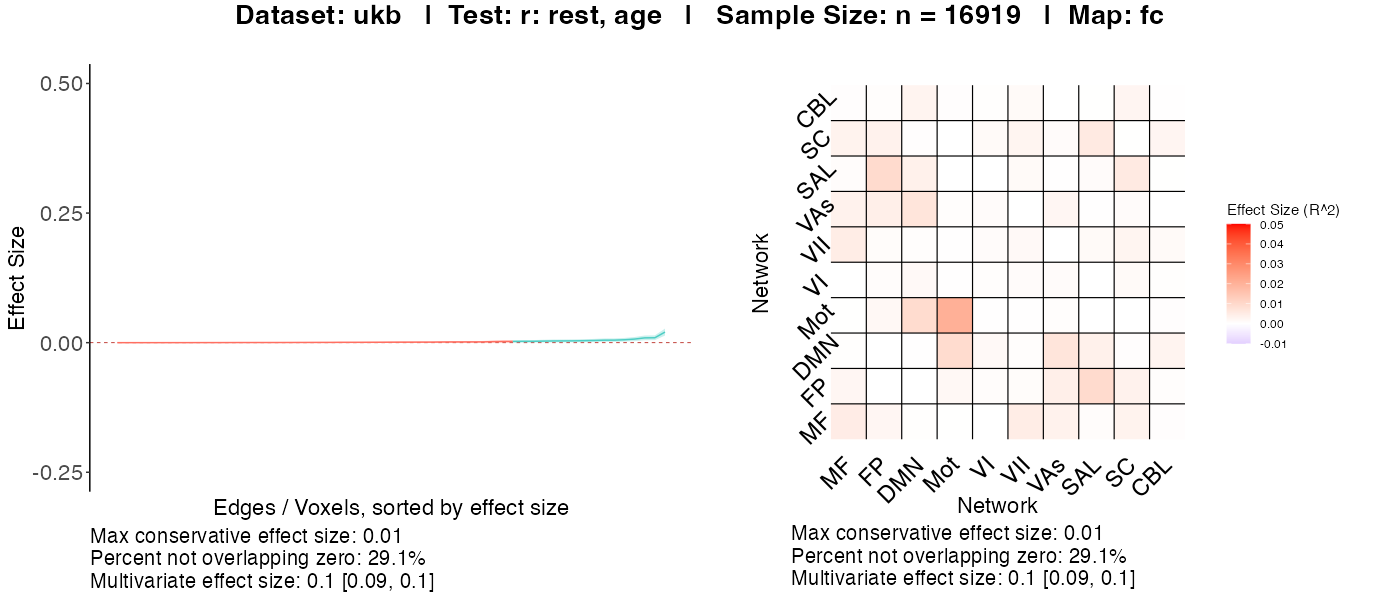 Dataset: ukb | Test: r: rest, age | Sample Size: n = 16919 | Map: fc
0.50
0.25
0.00
-0.25
Effect Size
Edges / Voxels, sorted by effect size
Max conservative effect size: 0.01
Percent not overlapping zero: 29.1%
Multivariate effect size: 0.1 [0.09, 0.1]
Network
CBL
SC
SAL
VAs
VII
VI
Mot
DMN
FP
MF
MF FP DMN Mot VI VII VAs SAL SC CBL
Network
Max conservative effect size: 0.01
Percent not overlapping zero: 29.1%
Multivariate effect size: 0.1 [0.09, 0.1]
Effect Size (R^2)
0.05
0.04
0.03
0.02
0.01
0.00
-0.01